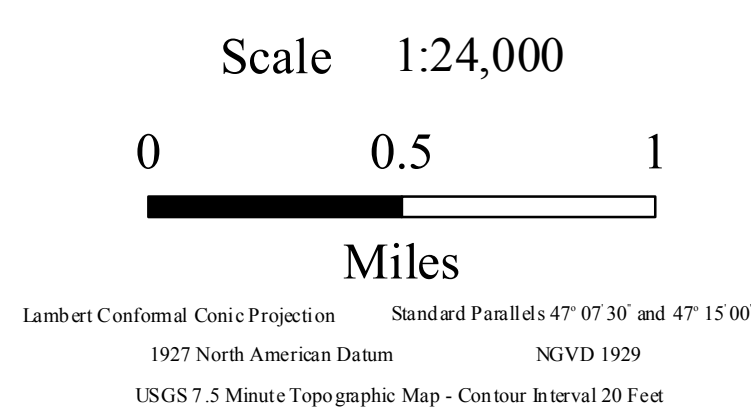 Scale 1:24,000
0 0.5 1
Miles
Lambert Conformal Conic Projection Standard Parallels 47° 07' 30" and 47° 15' 00"
1927 North American Datum NGVD 1929
USGS 7.5 Minute Topographic Map - Contour Interval 20 Feet